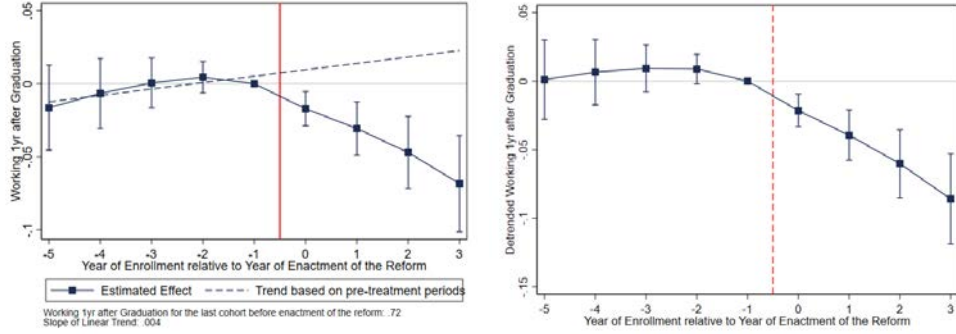 Working 1yr after Graduation
.05
0
-.05
-.1
-5 -4 -3 -2 -1 0 1 2 3
Year of Enrollment relative to Year of Enactment of the Reform
Estimated Effect Trend based on pre-treatment periods
Working 1yr after Graduation for the last cohort before enactment of the reform: .72
Slope of Linear Trend: .004
Detrended Working 1yr after Graduation
.05
0
-.05
-.1
-.15
-5 -4 -3 -2 -1 0 1 2 3
Year of Enrollment relative to Year of Enactment of the Reform